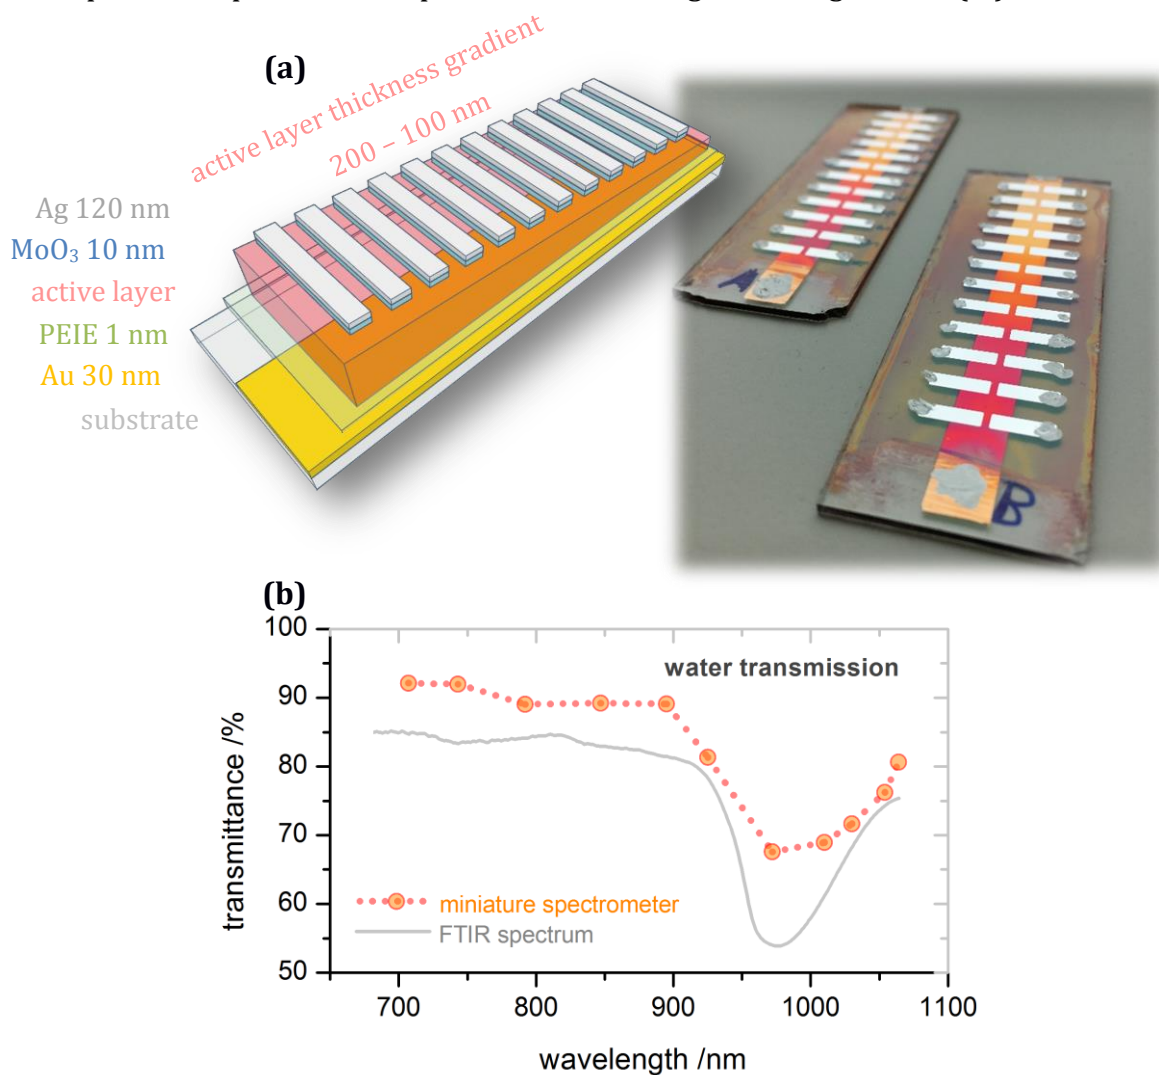 (a)
active layer thickness gradient
200 – 100 nm
Ag 120 nm
MoO₃ 10 nm
active layer
PEIE 1 nm
Au 30 nm
substrate
A
B
(b)
100
90
80
70
60
50
transmittance /%
water transmission
miniature spectrometer
FTIR spectrum
700
800
900
1000
1100
wavelength /nm